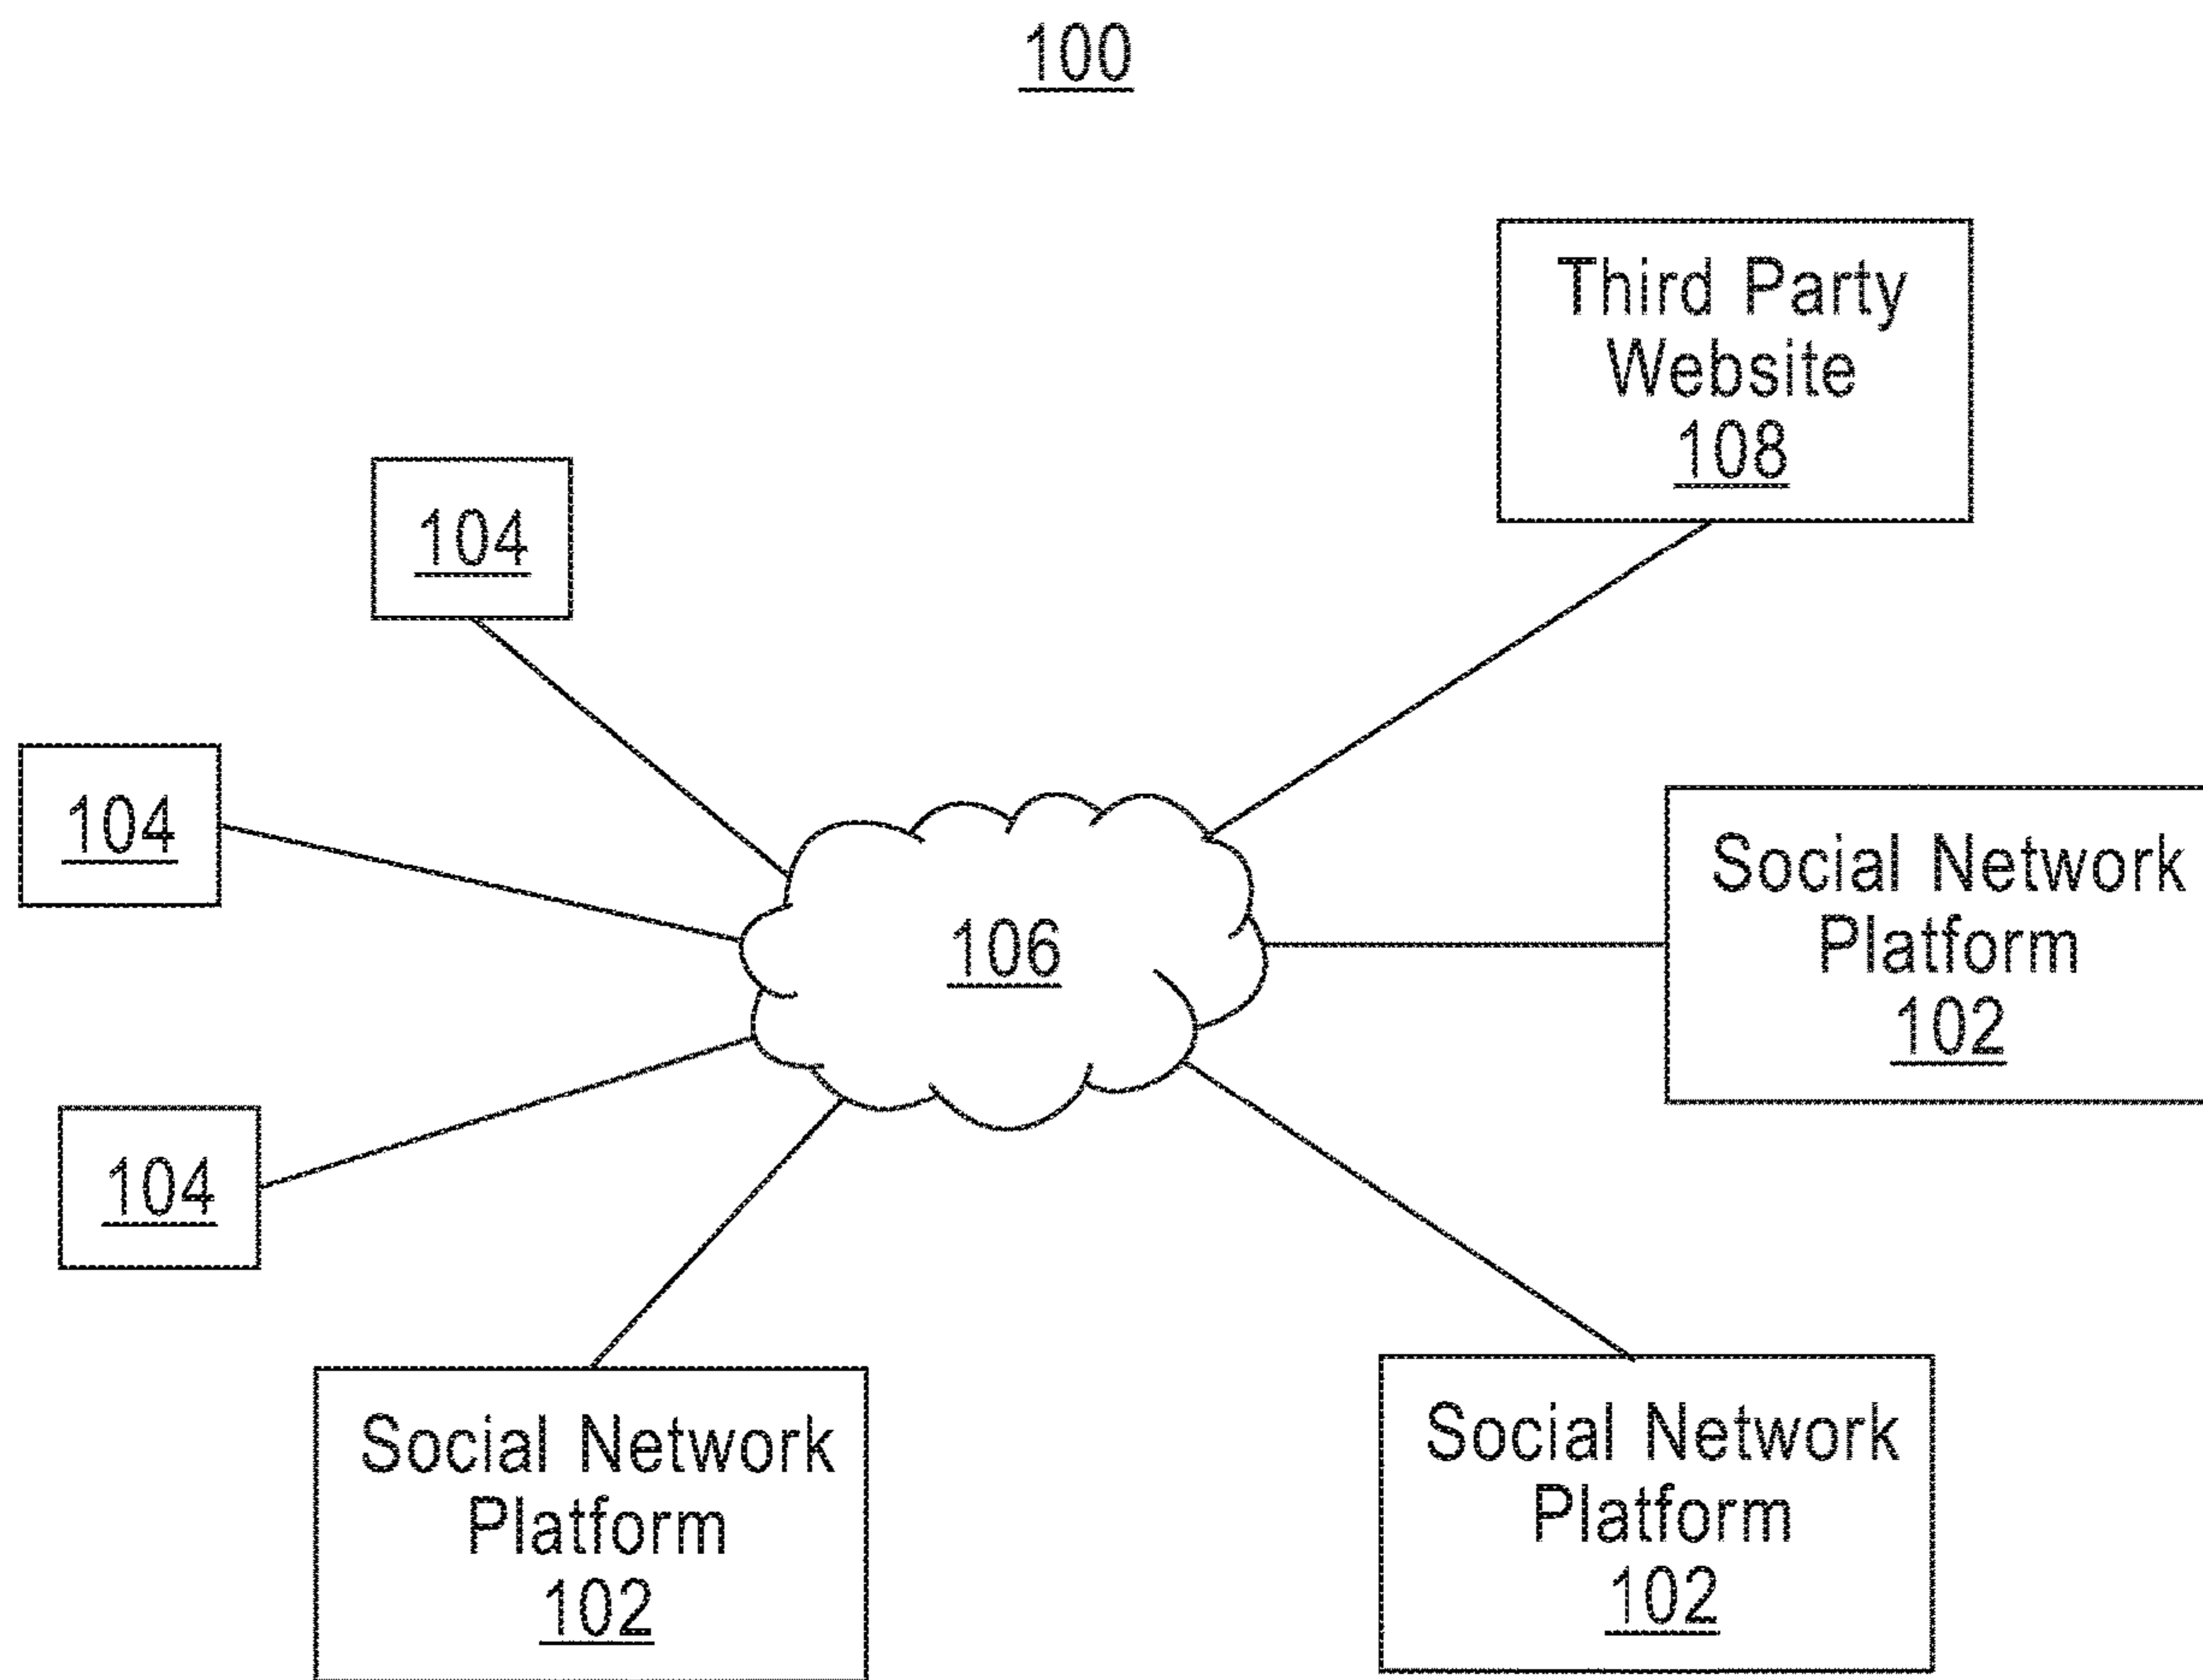 100
Third Party
Website
108
104
104
Social Network
Platform
102
106
104
Social Network
Platform
102
Social Network
Platform
102